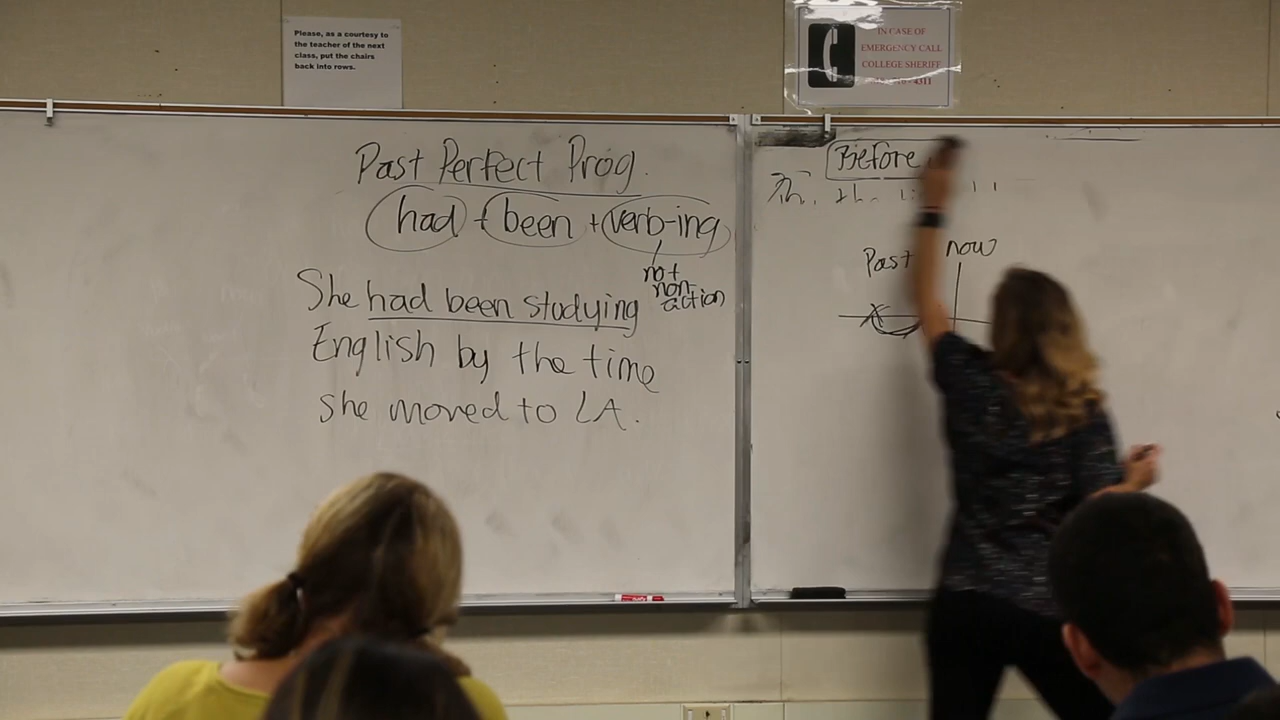 Please, as a courtesy to
the teacher of the next
class, put the chairs
back into rows.
IN CASE OF
EMERGENCY CALL
COLLEGE SHERIFF
Past Perfect Prog.
had + been + verb-ing
not
non-
action
She had been studying
English by the time
she moved to LA.
Before
Past now